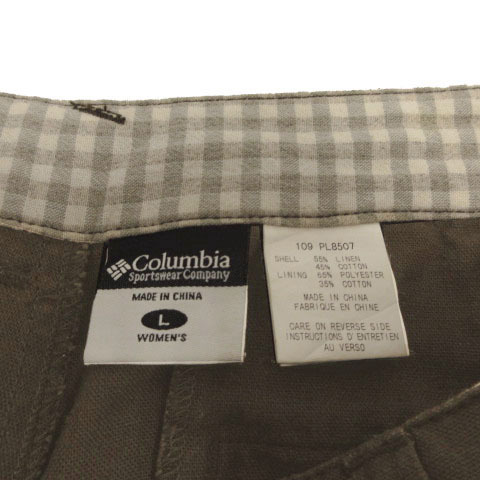 Columbia
Sportswear Company
MADE IN CHINA
L
WOMEN'S
109 PL8507
SHELL 55% LINEN
45% COTTON
LINING 65% POLYESTER
35% COTTON
MADE IN CHINA
FABRIQUE EN CHINE
CARE ON REVERSE SIDE
INSTRUCTIONS D'ENTRETIEN
AU VERSO